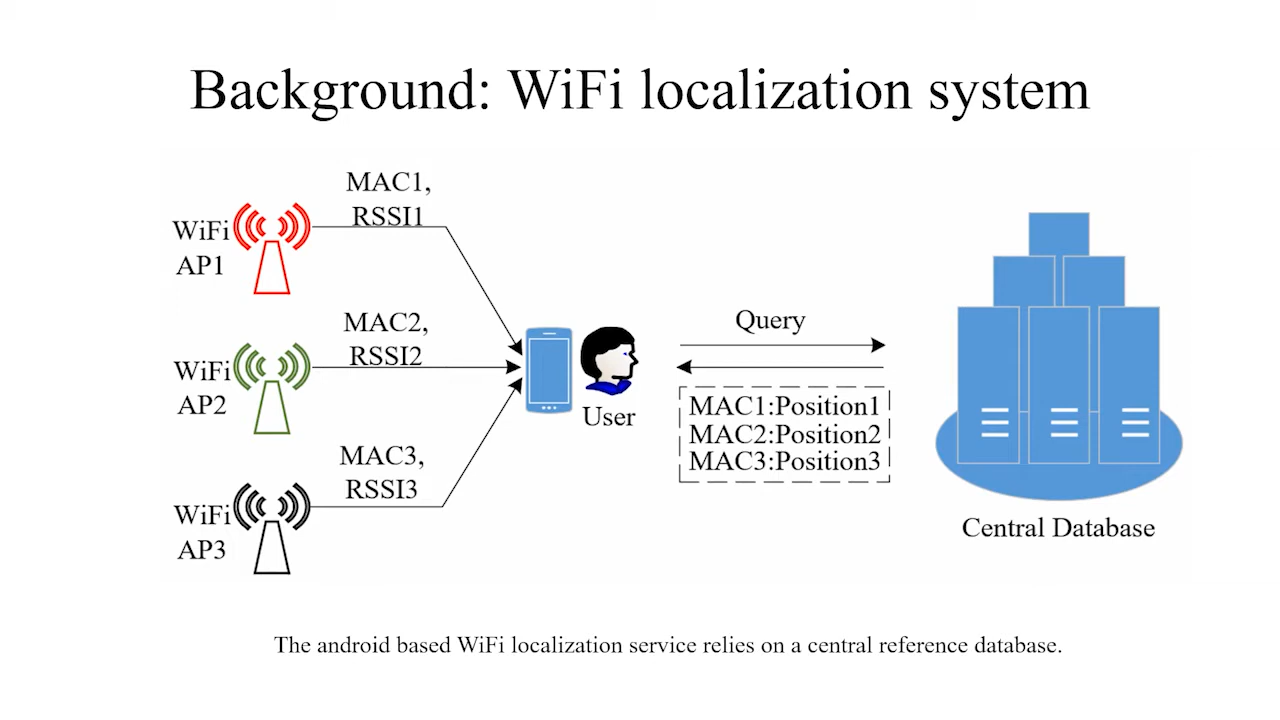 Background: WiFi localization system
MAC1,
RSSI1
WiFi
AP1
MAC2,
RSSI2
WiFi
AP2
MAC3,
RSSI3
WiFi
AP3
User
Query
MAC1:Position1
MAC2:Position2
MAC3:Position3
Central Database
The android based WiFi localization service relies on a central reference database.